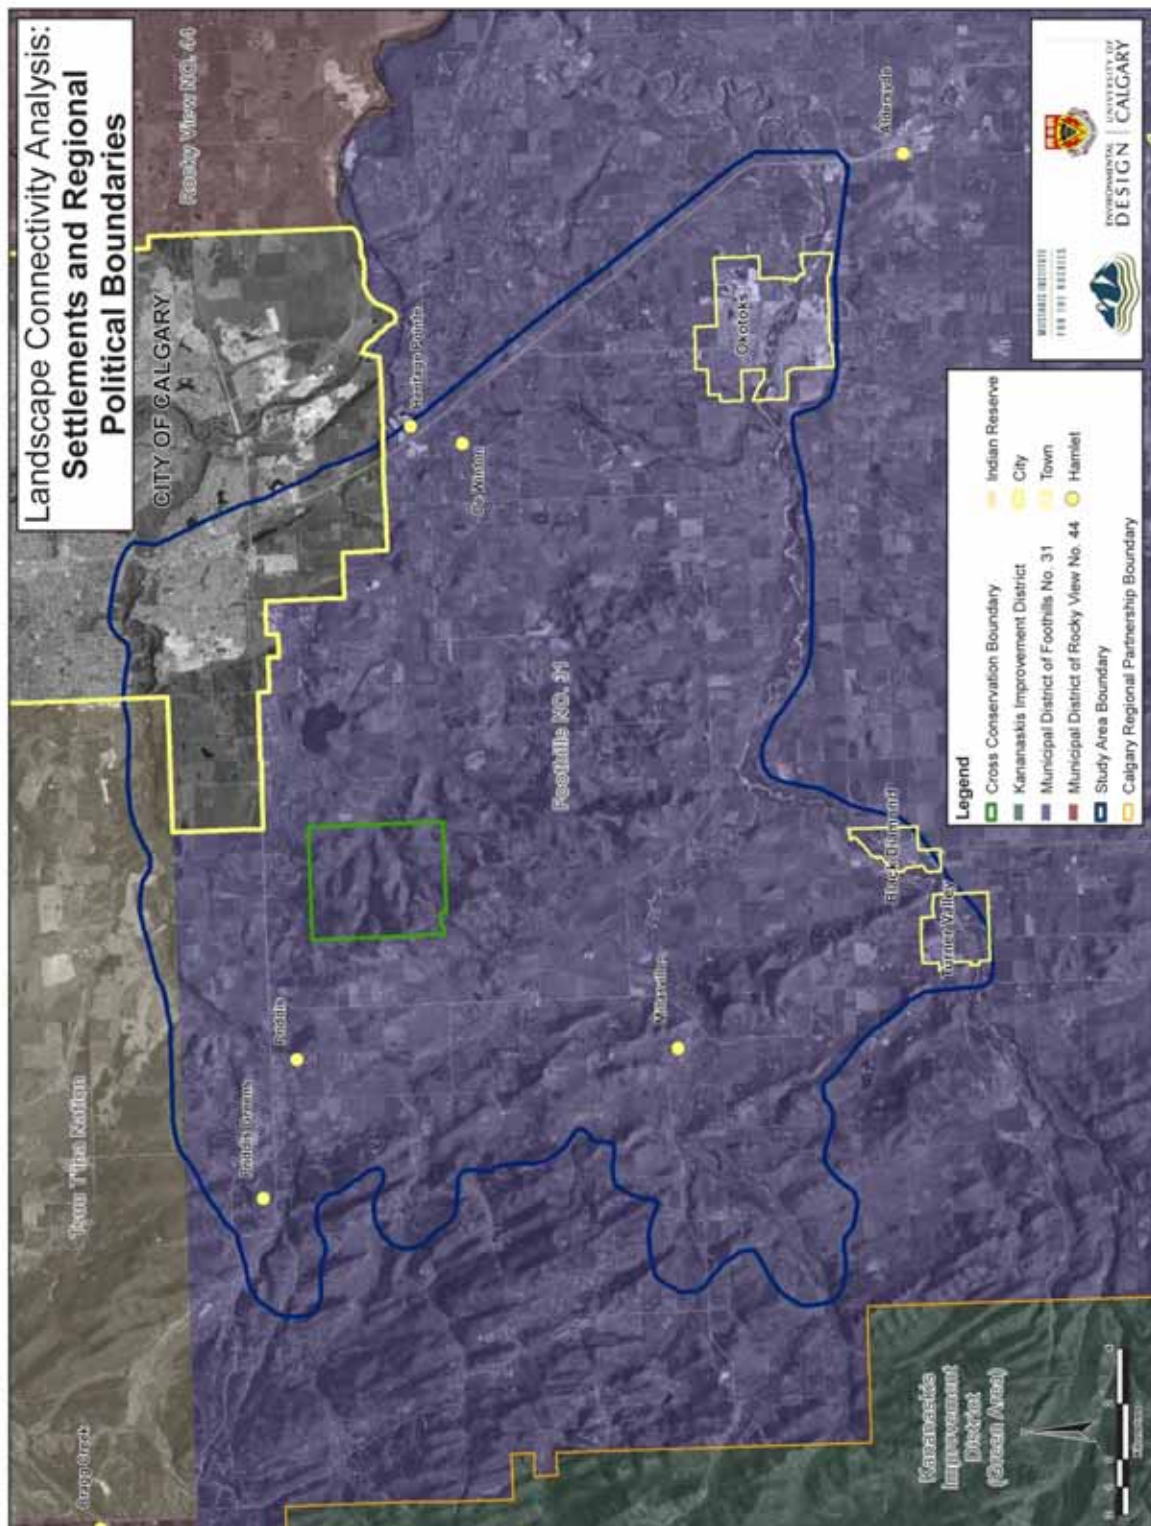 Landscape Connectivity Analysis:
Settlements and Regional
Political Boundaries
Rocky View NO. 44
CITY OF CALGARY
Tsuu T'ina Nation
Bragg Creek
Priddis Greens
Priddis
Heritage Pointe
De Winton
Foothills NO. 31
Millarville
Okotoks
Aldersyde
Black Diamond
Turner Valley
Kananaskis
Improvement
District
(Green Area)
Kilometres
Legend
Cross Conservation Boundary
Kananaskis Improvement District
Municipal District of Foothills No. 31
Municipal District of Rocky View No. 44
Study Area Boundary
Calgary Regional Partnership Boundary
Indian Reserve
City
Town
Hamlet
MIISTAKIS INSTITUTE
FOR THE ROCKIES
ENVIRONMENTAL
DESIGN
UNIVERSITY OF
CALGARY